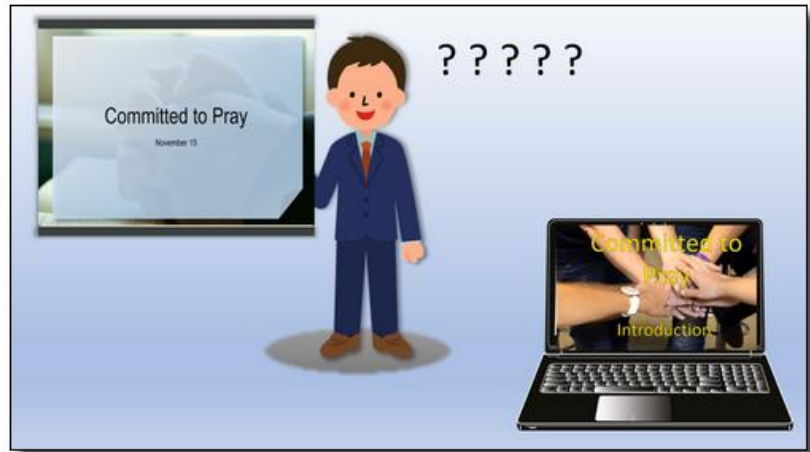 Committed to Pray
November 15
? ? ? ? ?
Committed to
Pray
Introduction